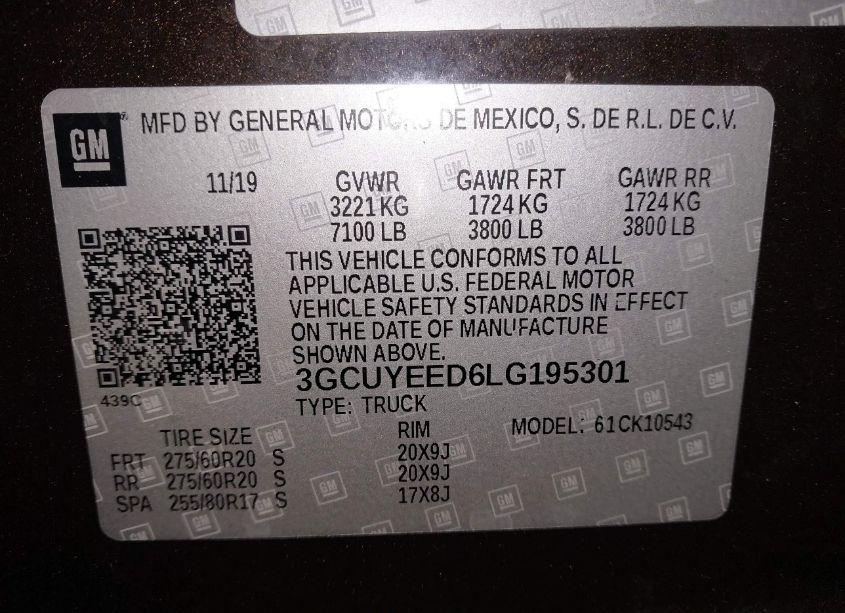 GM
MFD BY GENERAL MOTORS DE MEXICO, S. DE R.L. DE C.V.
11/19 GVWR GAWR FRT GAWR RR
3221 KG 1724 KG 1724 KG
7100 LB 3800 LB 3800 LB
THIS VEHICLE CONFORMS TO ALL
APPLICABLE U.S. FEDERAL MOTOR
VEHICLE SAFETY STANDARDS IN EFFECT
ON THE DATE OF MANUFACTURE
SHOWN ABOVE.
3GCUYEED6LG195301
439C
TYPE: TRUCK
TIRE SIZE RIM MODEL: 61CK10543
FRT 275/60R20 S 20X9J
RR 275/60R20 S 20X9J
SPA 255/80R17 S 17X8J